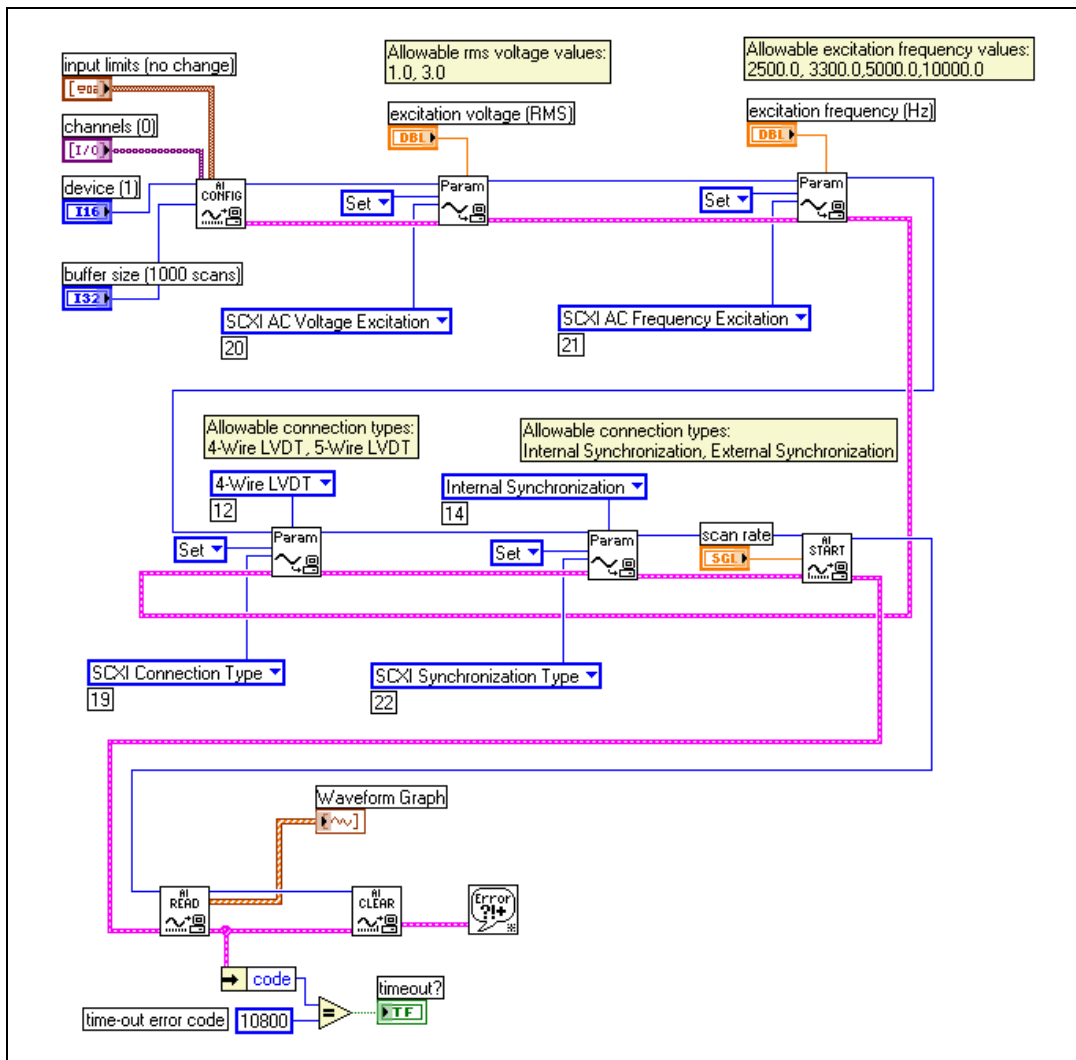 input limits (no change)
channels (0)
[I/O]
device (1)
I16
buffer size (1000 scans)
I32
AI
CONFIG
Allowable rms voltage values:
1.0, 3.0
excitation voltage (RMS)
DBL
Set
Param
SCXI AC Voltage Excitation
20
Allowable excitation frequency values:
2500.0, 3300.0,5000.0,10000.0
excitation frequency (Hz)
DBL
Set
Param
SCXI AC Frequency Excitation
21
Allowable connection types:
4-Wire LVDT, 5-Wire LVDT
4-Wire LVDT
12
Set
Param
SCXI Connection Type
19
Allowable connection types:
Internal Synchronization, External Synchronization
Internal Synchronization
14
Set
Param
SCXI Synchronization Type
22
scan rate
SGL
AI
START
Waveform Graph
AI
READ
AI
CLEAR
Error
?!+
code
time-out error code
10800
=
timeout?
TF